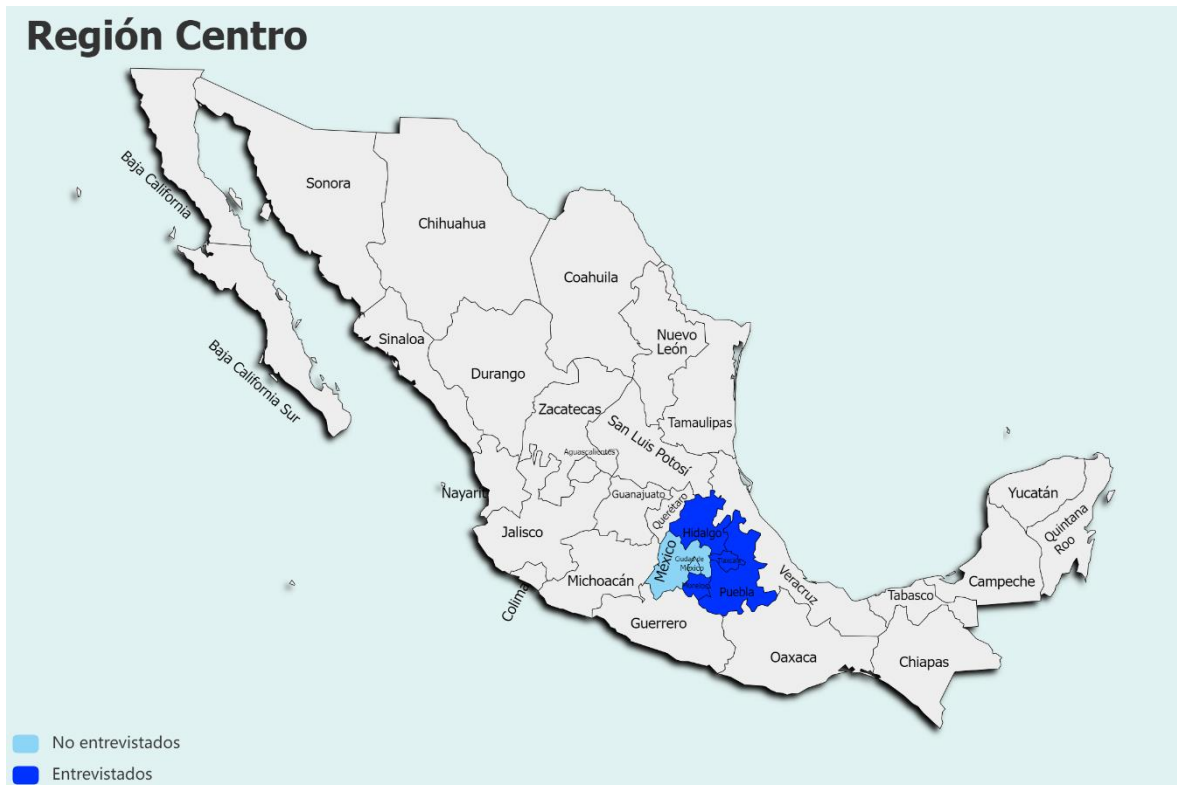 Región Centro
Baja California
Sonora
Chihuahua
Coahuila
Nuevo
León
Sinaloa
Baja California Sur
Durango
Zacatecas
Tamaulipas
San Luis Potosí
Aguascalientes
Nayarit
Guanajuato
Querétaro
Yucatán
Quintana
Roo
Jalisco
Hidalgo
México
Ciudad de
México
Tlaxcala
Michoacán
Morelos
Puebla
Veracruz
Campeche
Tabasco
Colima
Guerrero
Oaxaca
Chiapas
No entrevistados
Entrevistados